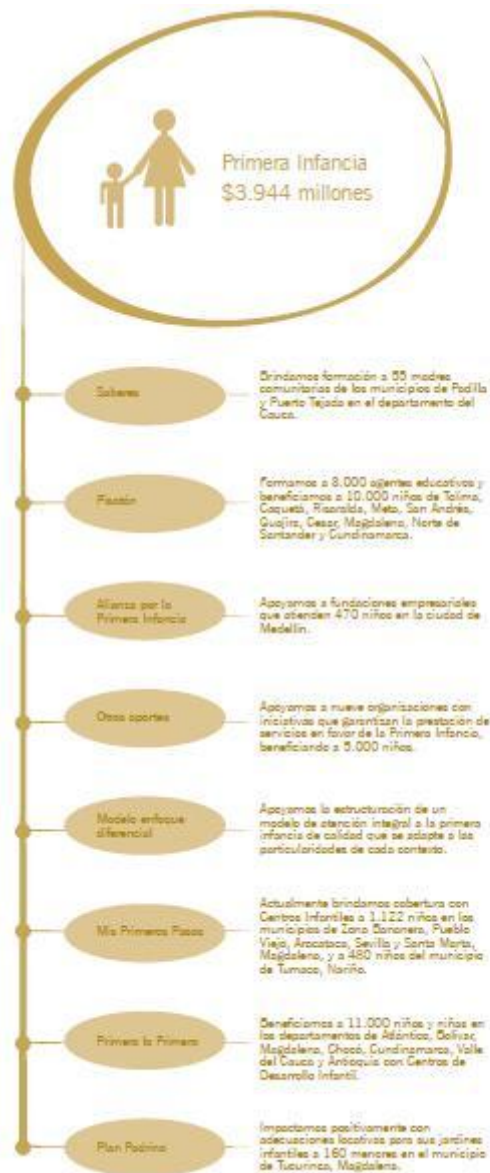 Primera Infancia
$3.944 millones
Saberes
Brindamos formación a 55 madres
comunitarias de los municipios de Padilla
y Puerto Tejada en el departamento del
Cauca.
Fiestón
Formamos a 8.000 agentes educativos y
beneficiamos a 10.000 niños de Tolima,
Caquetá, Risaralda, Meta, San Andrés,
Guajira, Cesar, Magdalena, Norte de
Santander y Cundinamarca.
Alianza por la
Primera Infancia
Apoyamos a fundaciones empresariales
que atienden 470 niños en la ciudad de
Medellín.
Otros aportes
Apoyamos a nueve organizaciones con
iniciativas que garantizan la prestación de
servicios en favor de la Primera Infancia,
beneficiando a 5.000 niños.
Modelo enfoque
diferencial
Apoyamos la estructuración de un
modelo de atención integral a la primera
infancia de calidad que se adapte a las
particularidades de cada contexto.
Mis Primeros Pasos
Actualmente brindamos cobertura con
Centros Infantiles a 1.122 niños en los
municipios de Zona Bananera, Pueblo
Viejo, Aracataca, Sevilla y Santa Marta,
Magdalena, y a 480 niños del municipio
de Tumaco, Nariño.
Primero lo Primero
Beneficiamos a 11.000 niños y niñas en
los departamentos de Atlántico, Bolívar,
Magdalena, Chocó, Cundinamarca, Valle
del Cauca y Antioquia con Centros de
Desarrollo Infantil.
Plan Padrino
Impactamos positivamente con
adecuaciones locativas para sus jardines
infantiles a 160 menores en el municipio
de Tucurinca, Magdalena.